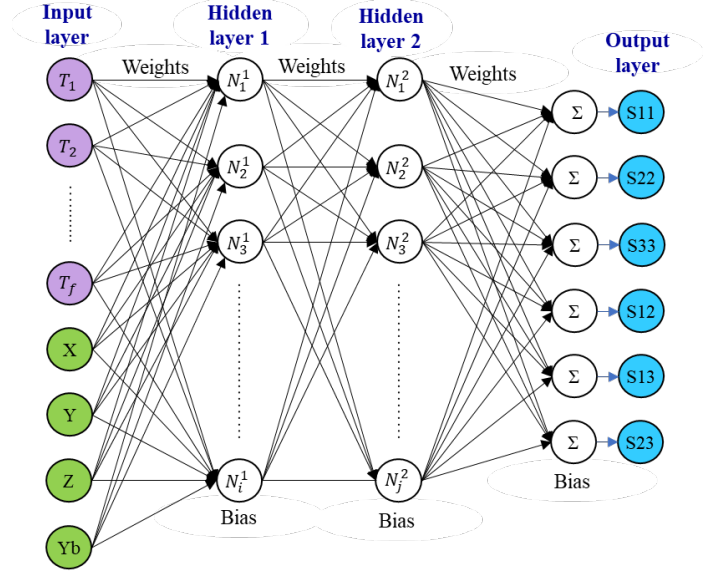 Input
layer
Hidden
layer 1
Hidden
layer 2
Output
layer
Weights
Weights
Weights
T₁
T₂
T_f
X
Y
Z
Yb
N₁¹
N₂¹
N₃¹
Nᵢ¹
Bias
N₁²
N₂²
N₃²
Nⱼ²
Bias
Σ
Σ
Σ
Σ
Σ
Σ
Bias
S11
S22
S33
S12
S13
S23